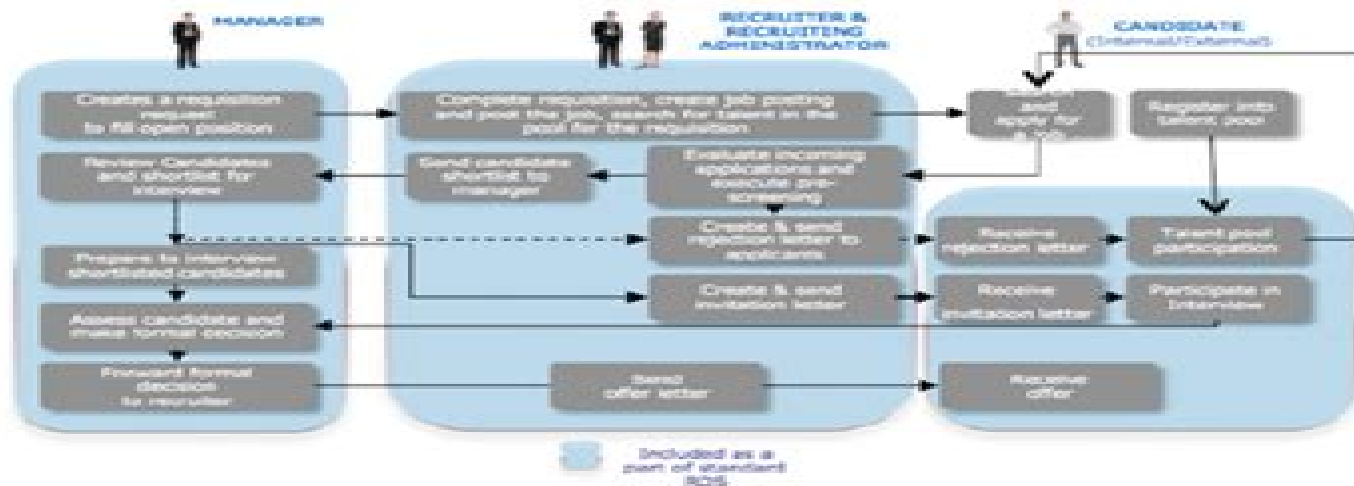 MANAGER
RECRUITER &
RECRUITING
ADMINISTRATOR
CANDIDATE
(Internal/External)
Creates a requisition
request
to fill open position
Complete requisition, create job posting
and post the job, search for talent in the
pool for the requisition
and
apply for
a job
Register into
talent pool
Review Candidates
and shortlist for
interview
Send candidate
shortlist to
manager
Evaluate incoming
applications and
execute pre-
screening
Create & send
rejection letter to
applicants
Receive
rejection letter
Talent pool
participation
Prepare to interview
shortlisted candidates
Create & send
invitation letter
Receive
invitation letter
Participate in
Interview
Assess candidate and
make formal decision
Forward formal
decision
to recruiter
Send
offer letter
Receive
offer
Included as a
part of standard